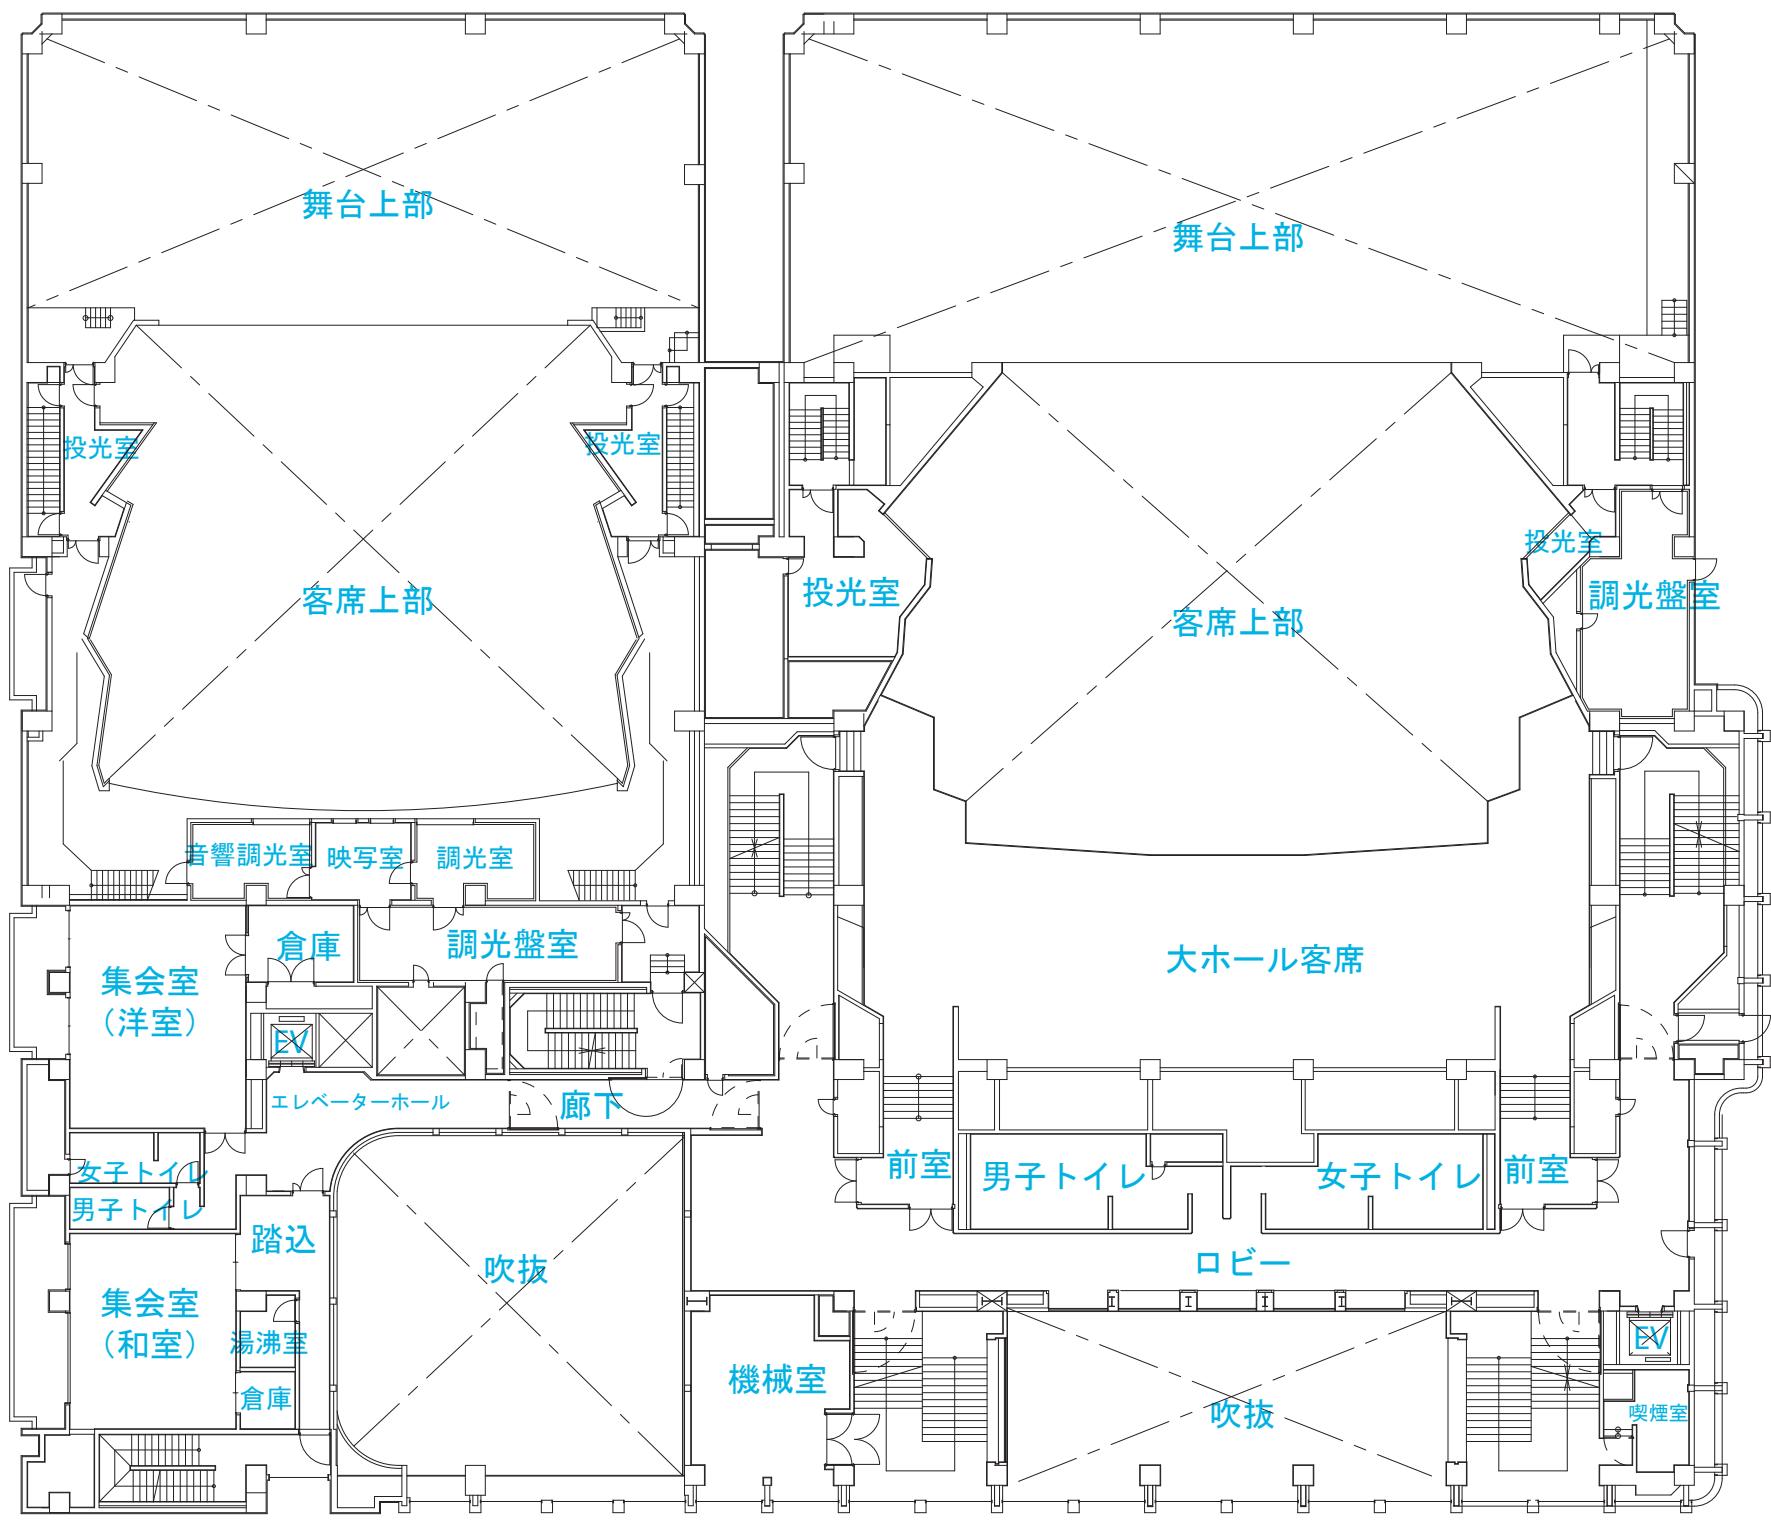 舞台上部
舞台上部
投光室
投光室
投光室
投光室
調光盤室
客席上部
客席上部
音響調光室
映写室
調光室
倉庫
調光盤室
大ホール客席
集会室
（洋室）
EV
エレベーターホール
廊下
女子トイレ
男子トイレ
前室
男子トイレ
女子トイレ
前室
踏込
吹抜
ロビー
集会室
（和室）
湯沸室
倉庫
機械室
吹抜
EV
喫煙室